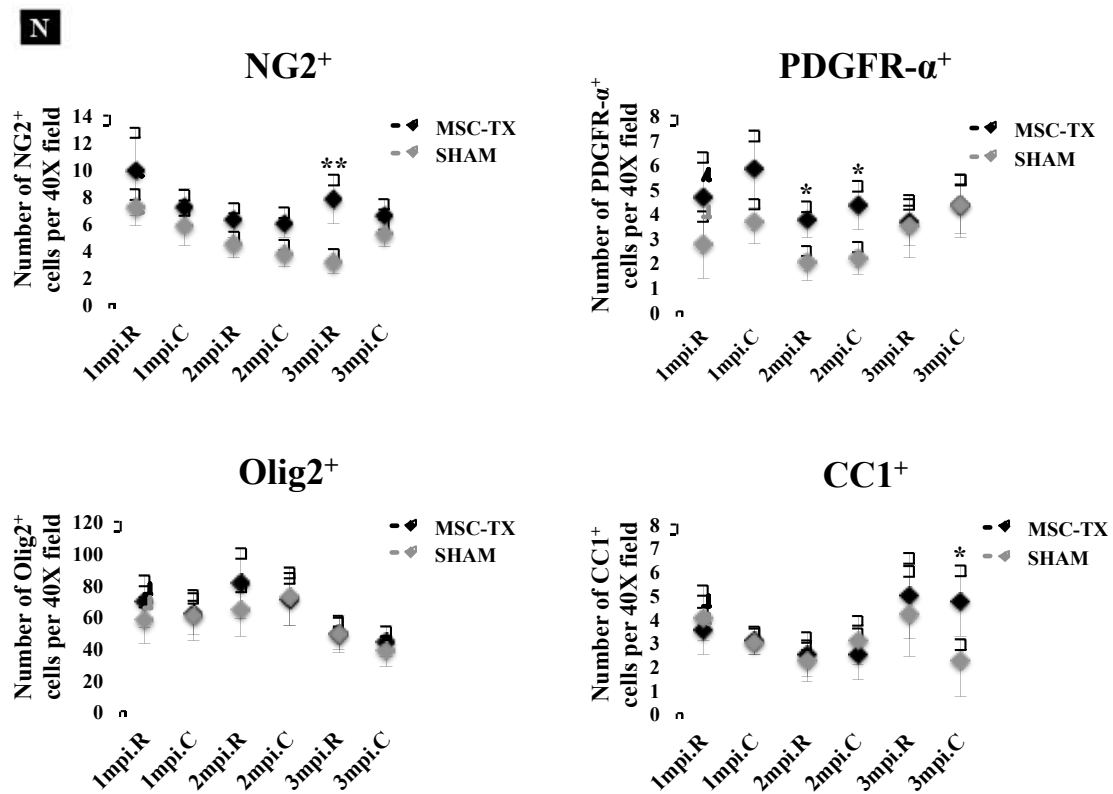 N
NG2⁺
Number of NG2⁺
cells per 40X field
14
12
10
8
6
4
2
0
MSC-TX
SHAM
**
1mpi.R
1mpi.C
2mpi.R
2mpi.C
3mpi.R
3mpi.C
PDGFR-α⁺
Number of PDGFR-α⁺
cells per 40X field
8
7
6
5
4
3
2
1
0
MSC-TX
SHAM
*
*
1mpi.R
1mpi.C
2mpi.R
2mpi.C
3mpi.R
3mpi.C
Olig2⁺
Number of Olig2⁺
cells per 40X field
120
100
80
60
40
20
0
MSC-TX
SHAM
1mpi.R
1mpi.C
2mpi.R
2mpi.C
3mpi.R
3mpi.C
CC1⁺
Number of CC1⁺
cells per 40X field
8
7
6
5
4
3
2
1
0
MSC-TX
SHAM
*
1mpi.R
1mpi.C
2mpi.R
2mpi.C
3mpi.R
3mpi.C